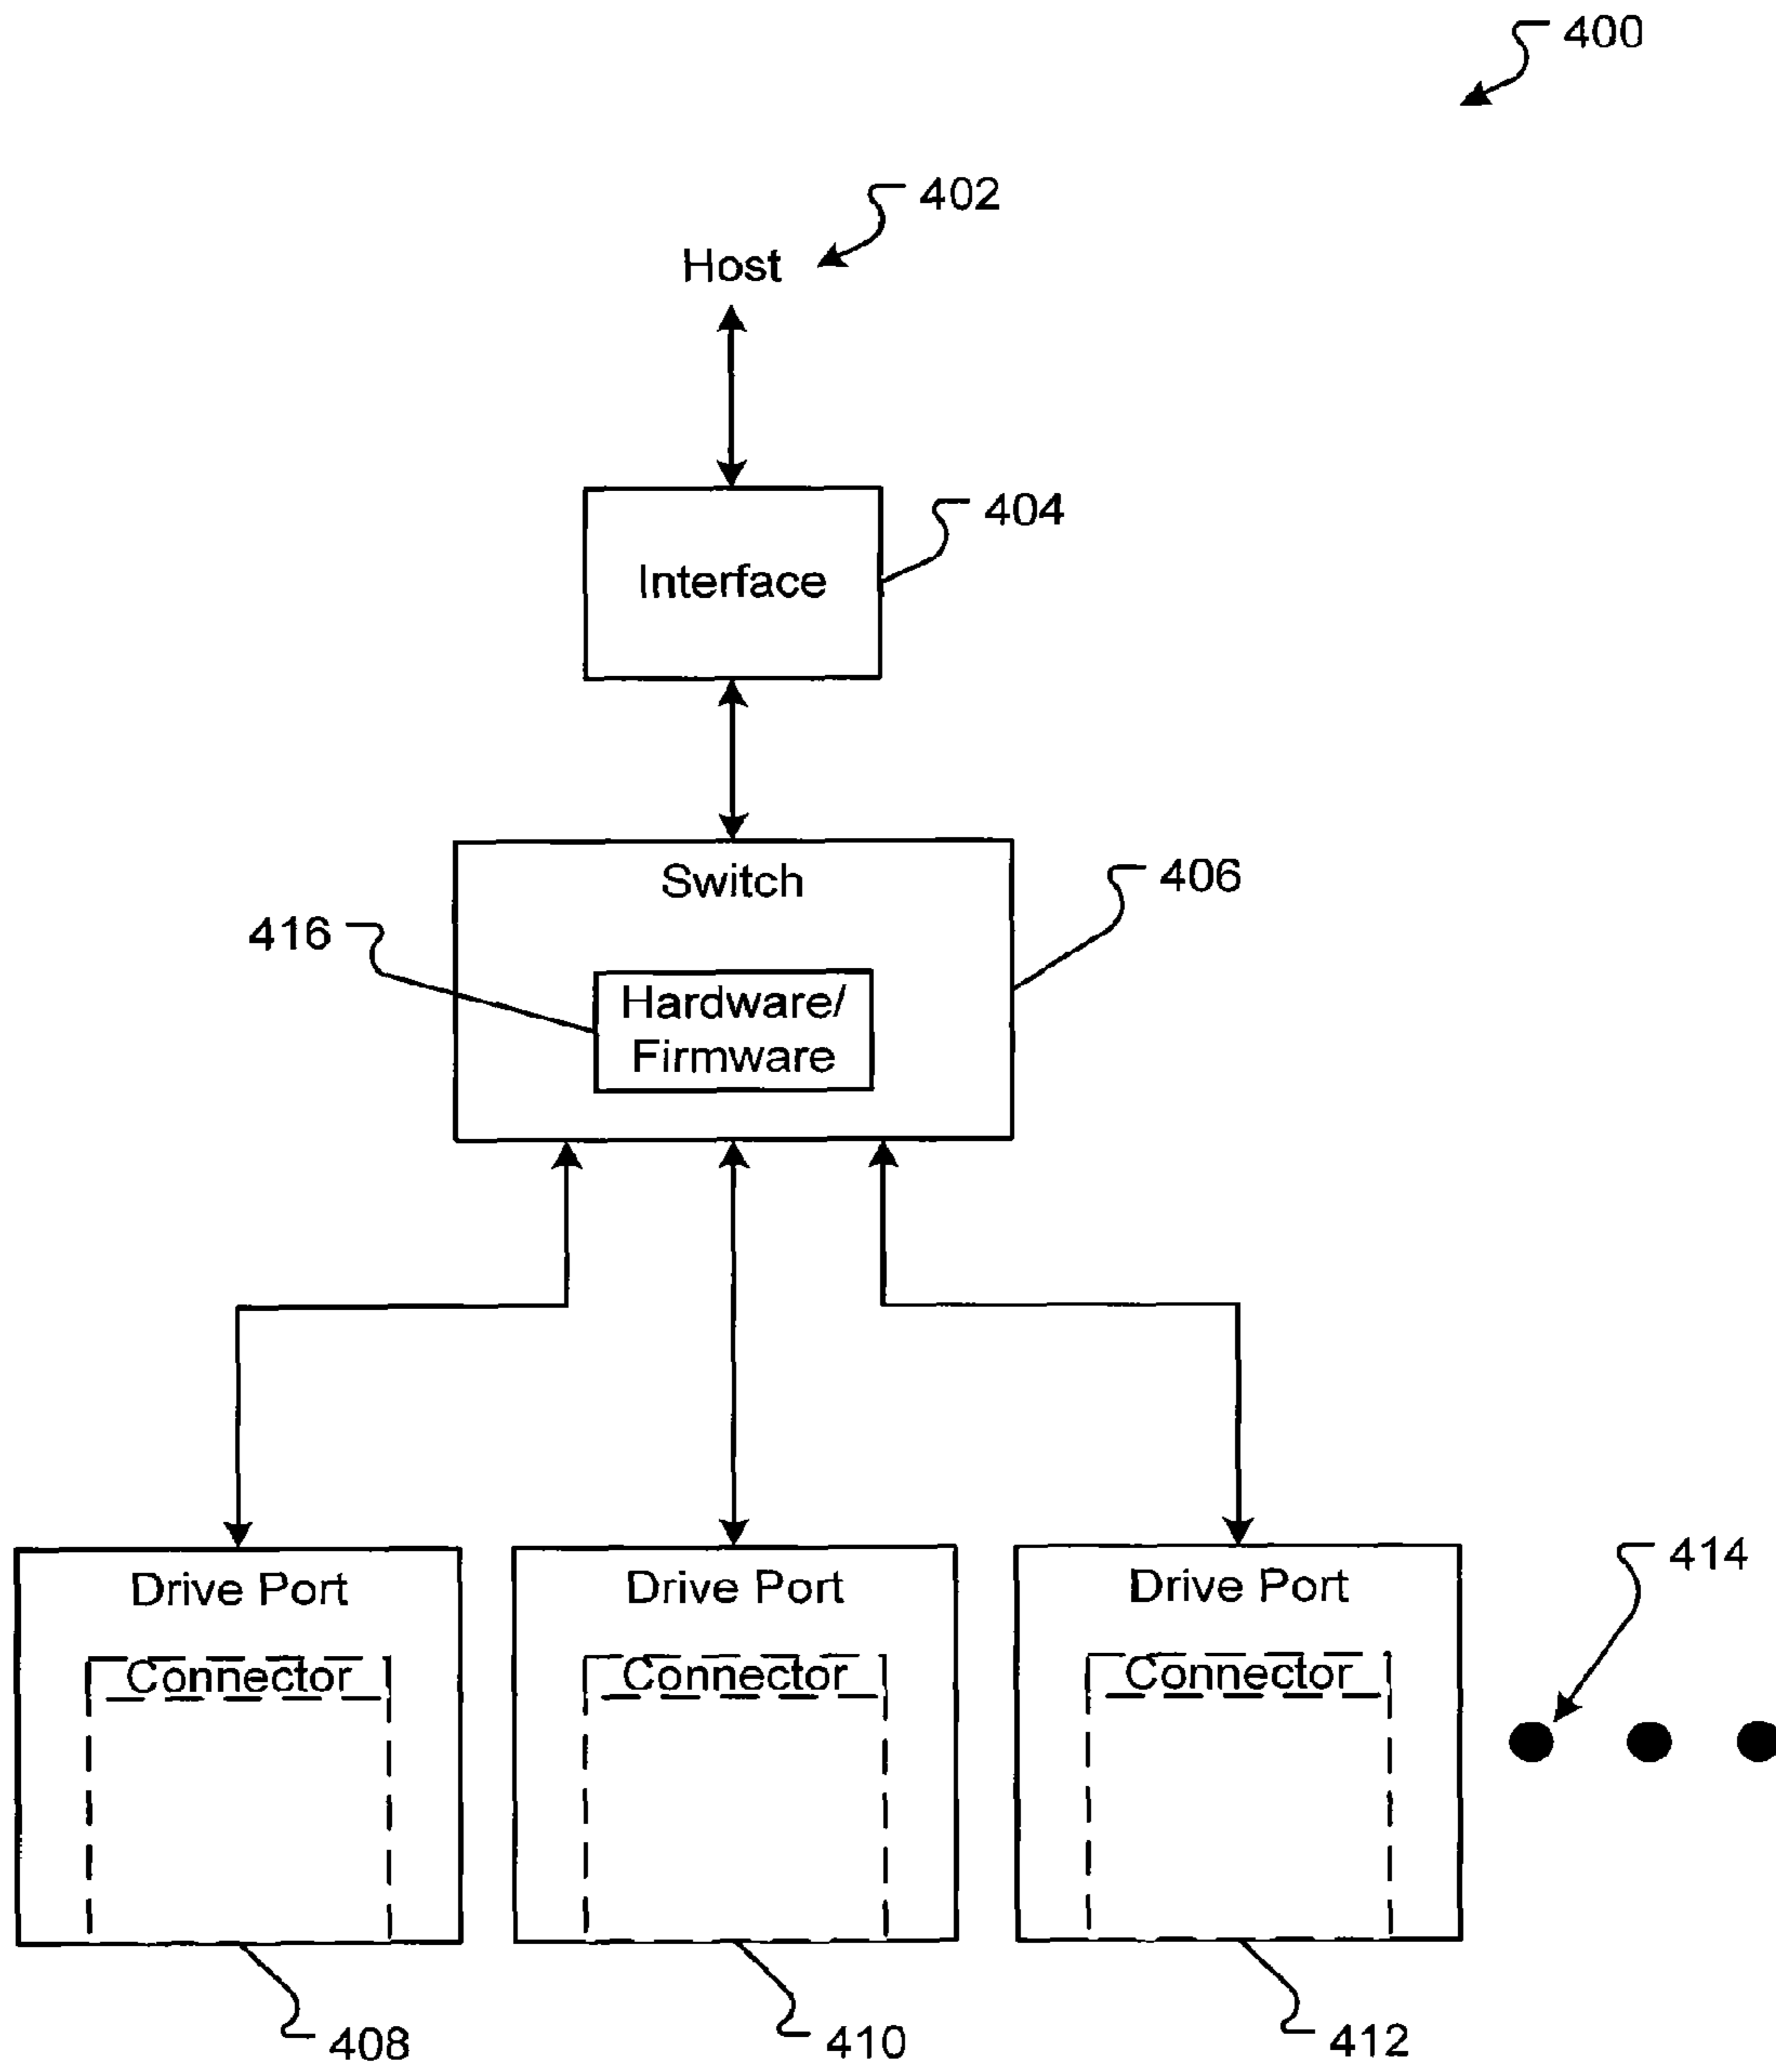 400
402
Host
404
Interface
Switch
406
416
Hardware/
Firmware
414
Drive Port
Drive Port
Drive Port
Connector
Connector
Connector
408
410
412